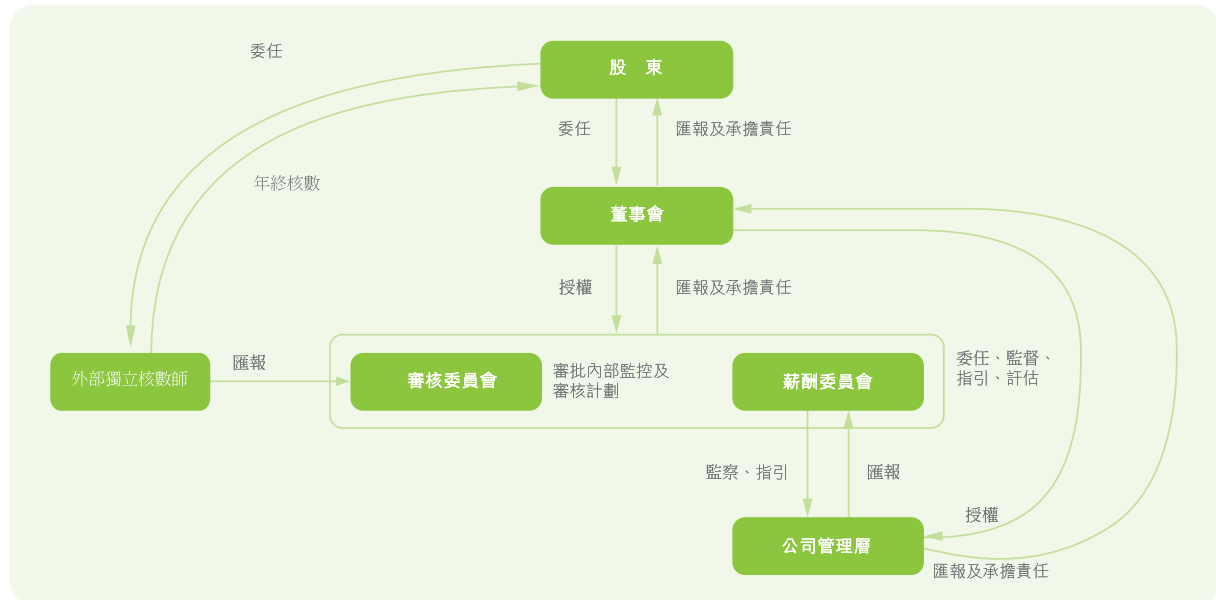 委任
股 東
委任
匯報及承擔責任
年終核數
董事會
授權
匯報及承擔責任
外部獨立核數師
匯報
審核委員會
審批內部監控及
審核計劃
薪酬委員會
委任、監督、
指引、評估
監察、指引
匯報
授權
公司管理層
匯報及承擔責任